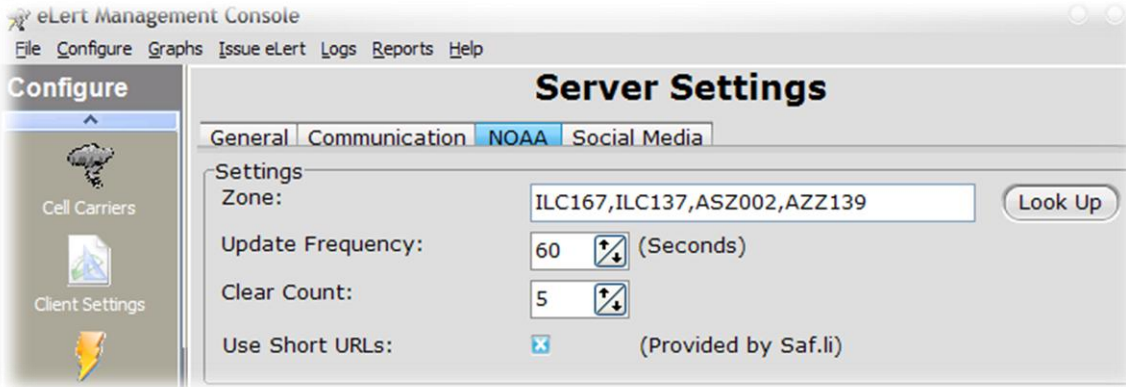 eLert Management Console
File Configure Graphs Issue eLert Logs Reports Help
Configure
Server Settings
General Communication NOAA Social Media
Cell Carriers
Client Settings
Settings
Zone: ILC167,ILC137,ASZ002,AZZ139 Look Up
Update Frequency: 60 (Seconds)
Clear Count: 5
Use Short URLs: (Provided by Saf.li)